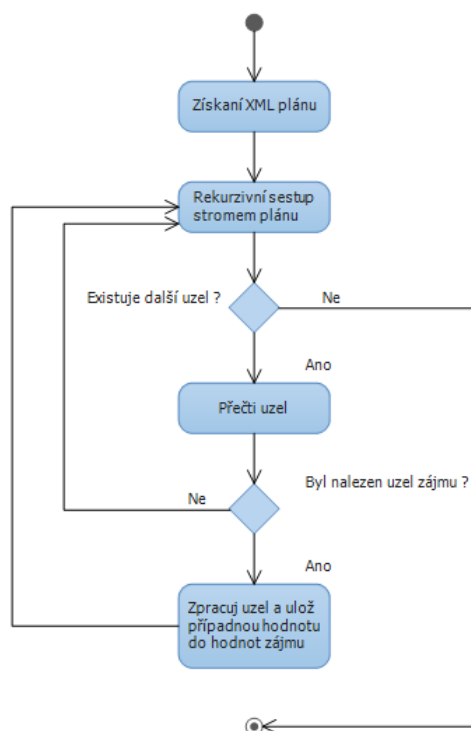 Získaní XML plánu
Rekurzivní sestup
stromem plánu
Existuje další uzel ?
Ne
Ano
Přečti uzel
Byl nalezen uzel zájmu ?
Ne
Ano
Zpracuj uzel a ulož
případnou hodnotu
do hodnot zájmu